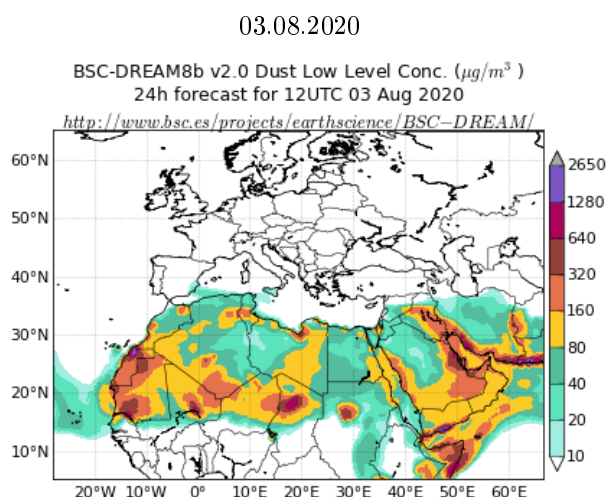 03.08.2020
BSC-DREAM8b v2.0 Dust Low Level Conc. (μg/m³ )
24h forecast for 12UTC 03 Aug 2020
http://www.bsc.es/projects/earthscience/BSC−DREAM/
60°N
50°N
40°N
30°N
20°N
10°N
20°W 10°W 0° 10°E 20°E 30°E 40°E 50°E 60°E
2650
1280
640
320
160
80
40
20
10